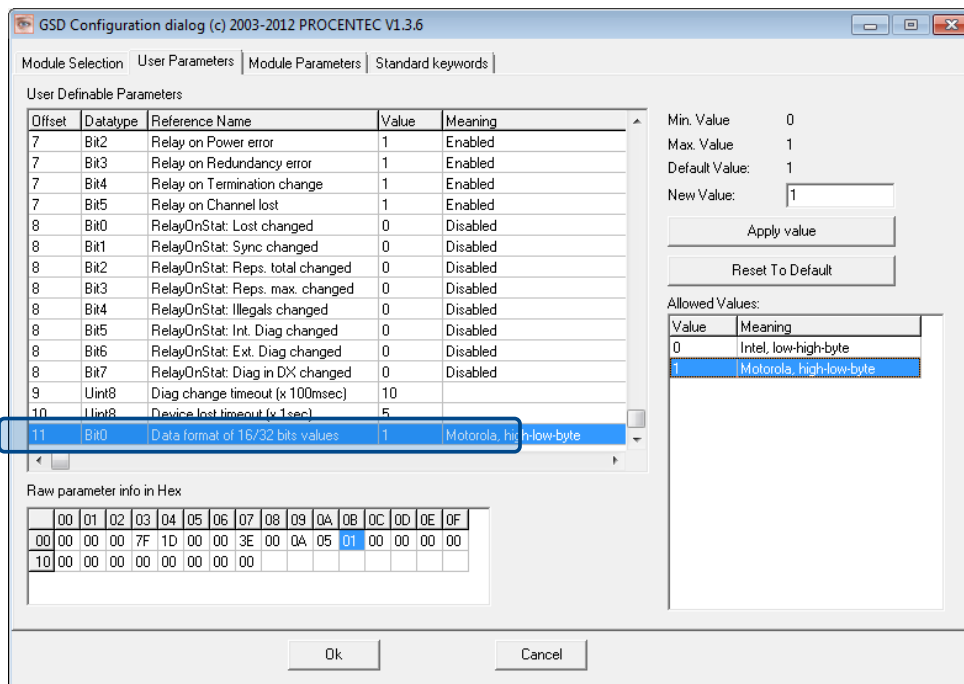 GSD Configuration dialog (c) 2003-2012 PROCENTEC V1.3.6
Module Selection User Parameters Module Parameters Standard keywords
User Definable Parameters
Offset Datatype Reference Name Value Meaning
7 Bit2 Relay on Power error 1 Enabled
7 Bit3 Relay on Redundancy error 1 Enabled
7 Bit4 Relay on Termination change 1 Enabled
7 Bit5 Relay on Channel lost 1 Enabled
8 Bit0 RelayOnStat: Lost changed 0 Disabled
8 Bit1 RelayOnStat: Sync changed 0 Disabled
8 Bit2 RelayOnStat: Reps. total changed 0 Disabled
8 Bit3 RelayOnStat: Reps. max. changed 0 Disabled
8 Bit4 RelayOnStat: Illegals changed 0 Disabled
8 Bit5 RelayOnStat: Int. Diag changed 0 Disabled
8 Bit6 RelayOnStat: Ext. Diag changed 0 Disabled
8 Bit7 RelayOnStat: Diag in DX changed 0 Disabled
9 Uint8 Diag change timeout (x 100msec) 10
10 Uint8 Device lost timeout (x 1sec) 5
11 Bit0 Data format of 16/32 bits values 1 Motorola, high-low-byte
Min. Value 0
Max. Value 1
Default Value: 1
New Value: 1
Apply value
Reset To Default
Allowed Values:
Value Meaning
0 Intel, low-high-byte
1 Motorola, high-low-byte
Raw parameter info in Hex
00 01 02 03 04 05 06 07 08 09 0A 0B 0C 0D 0E 0F
00 00 00 00 7F 1D 00 00 3E 00 0A 05 01 00 00 00 00
10 00 00 00 00 00 00 00 00
Ok Cancel